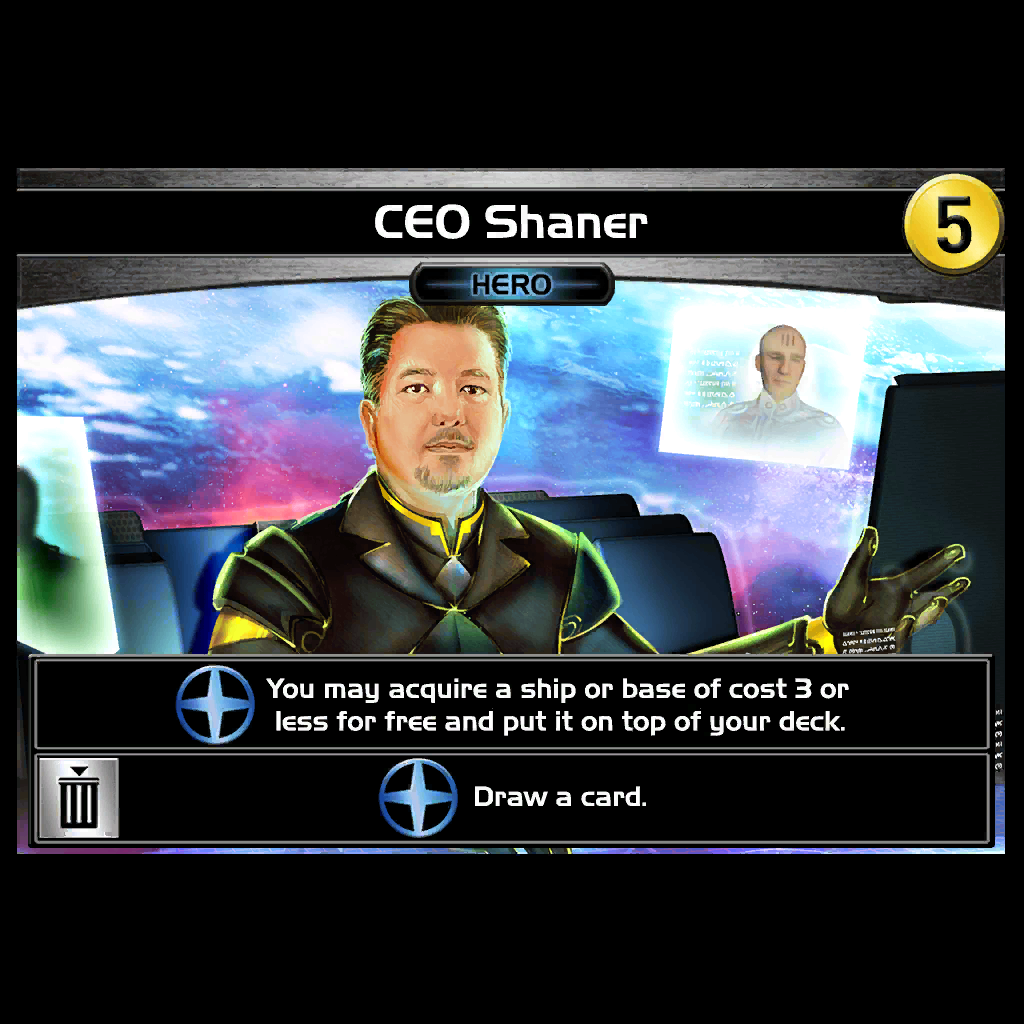 CEO Shaner
5
HERO
You may acquire a ship or base of cost 3 or
less for free and put it on top of your deck.
Draw a card.